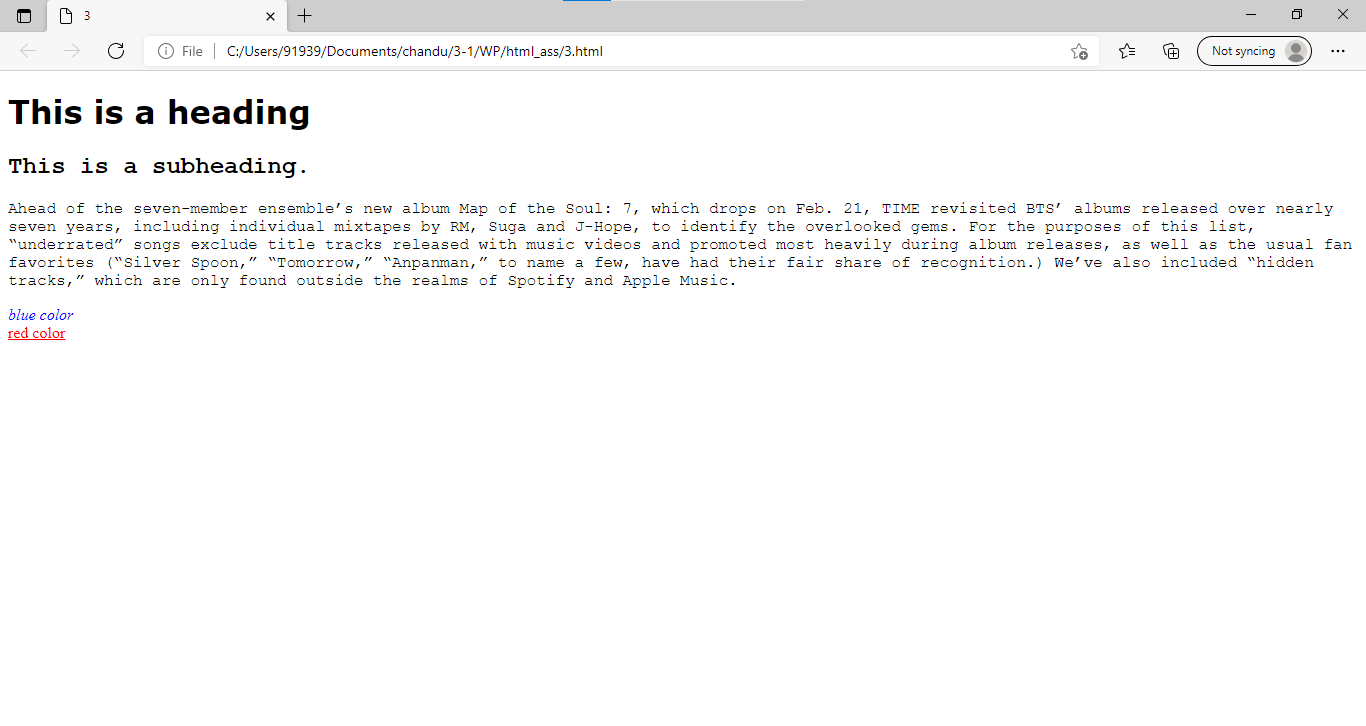 3
File
C:/Users/91939/Documents/chandu/3-1/WP/html_ass/3.html
Not syncing
This is a heading
This is a subheading.
Ahead of the seven-member ensemble’s new album Map of the Soul: 7, which drops on Feb. 21, TIME revisited BTS’ albums released over nearly
seven years, including individual mixtapes by RM, Suga and J-Hope, to identify the overlooked gems. For the purposes of this list,
“underrated” songs exclude title tracks released with music videos and promoted most heavily during album releases, as well as the usual fan
favorites (“Silver Spoon,” “Tomorrow,” “Anpanman,” to name a few, have had their fair share of recognition.) We’ve also included “hidden
tracks,” which are only found outside the realms of Spotify and Apple Music.
blue color
red color